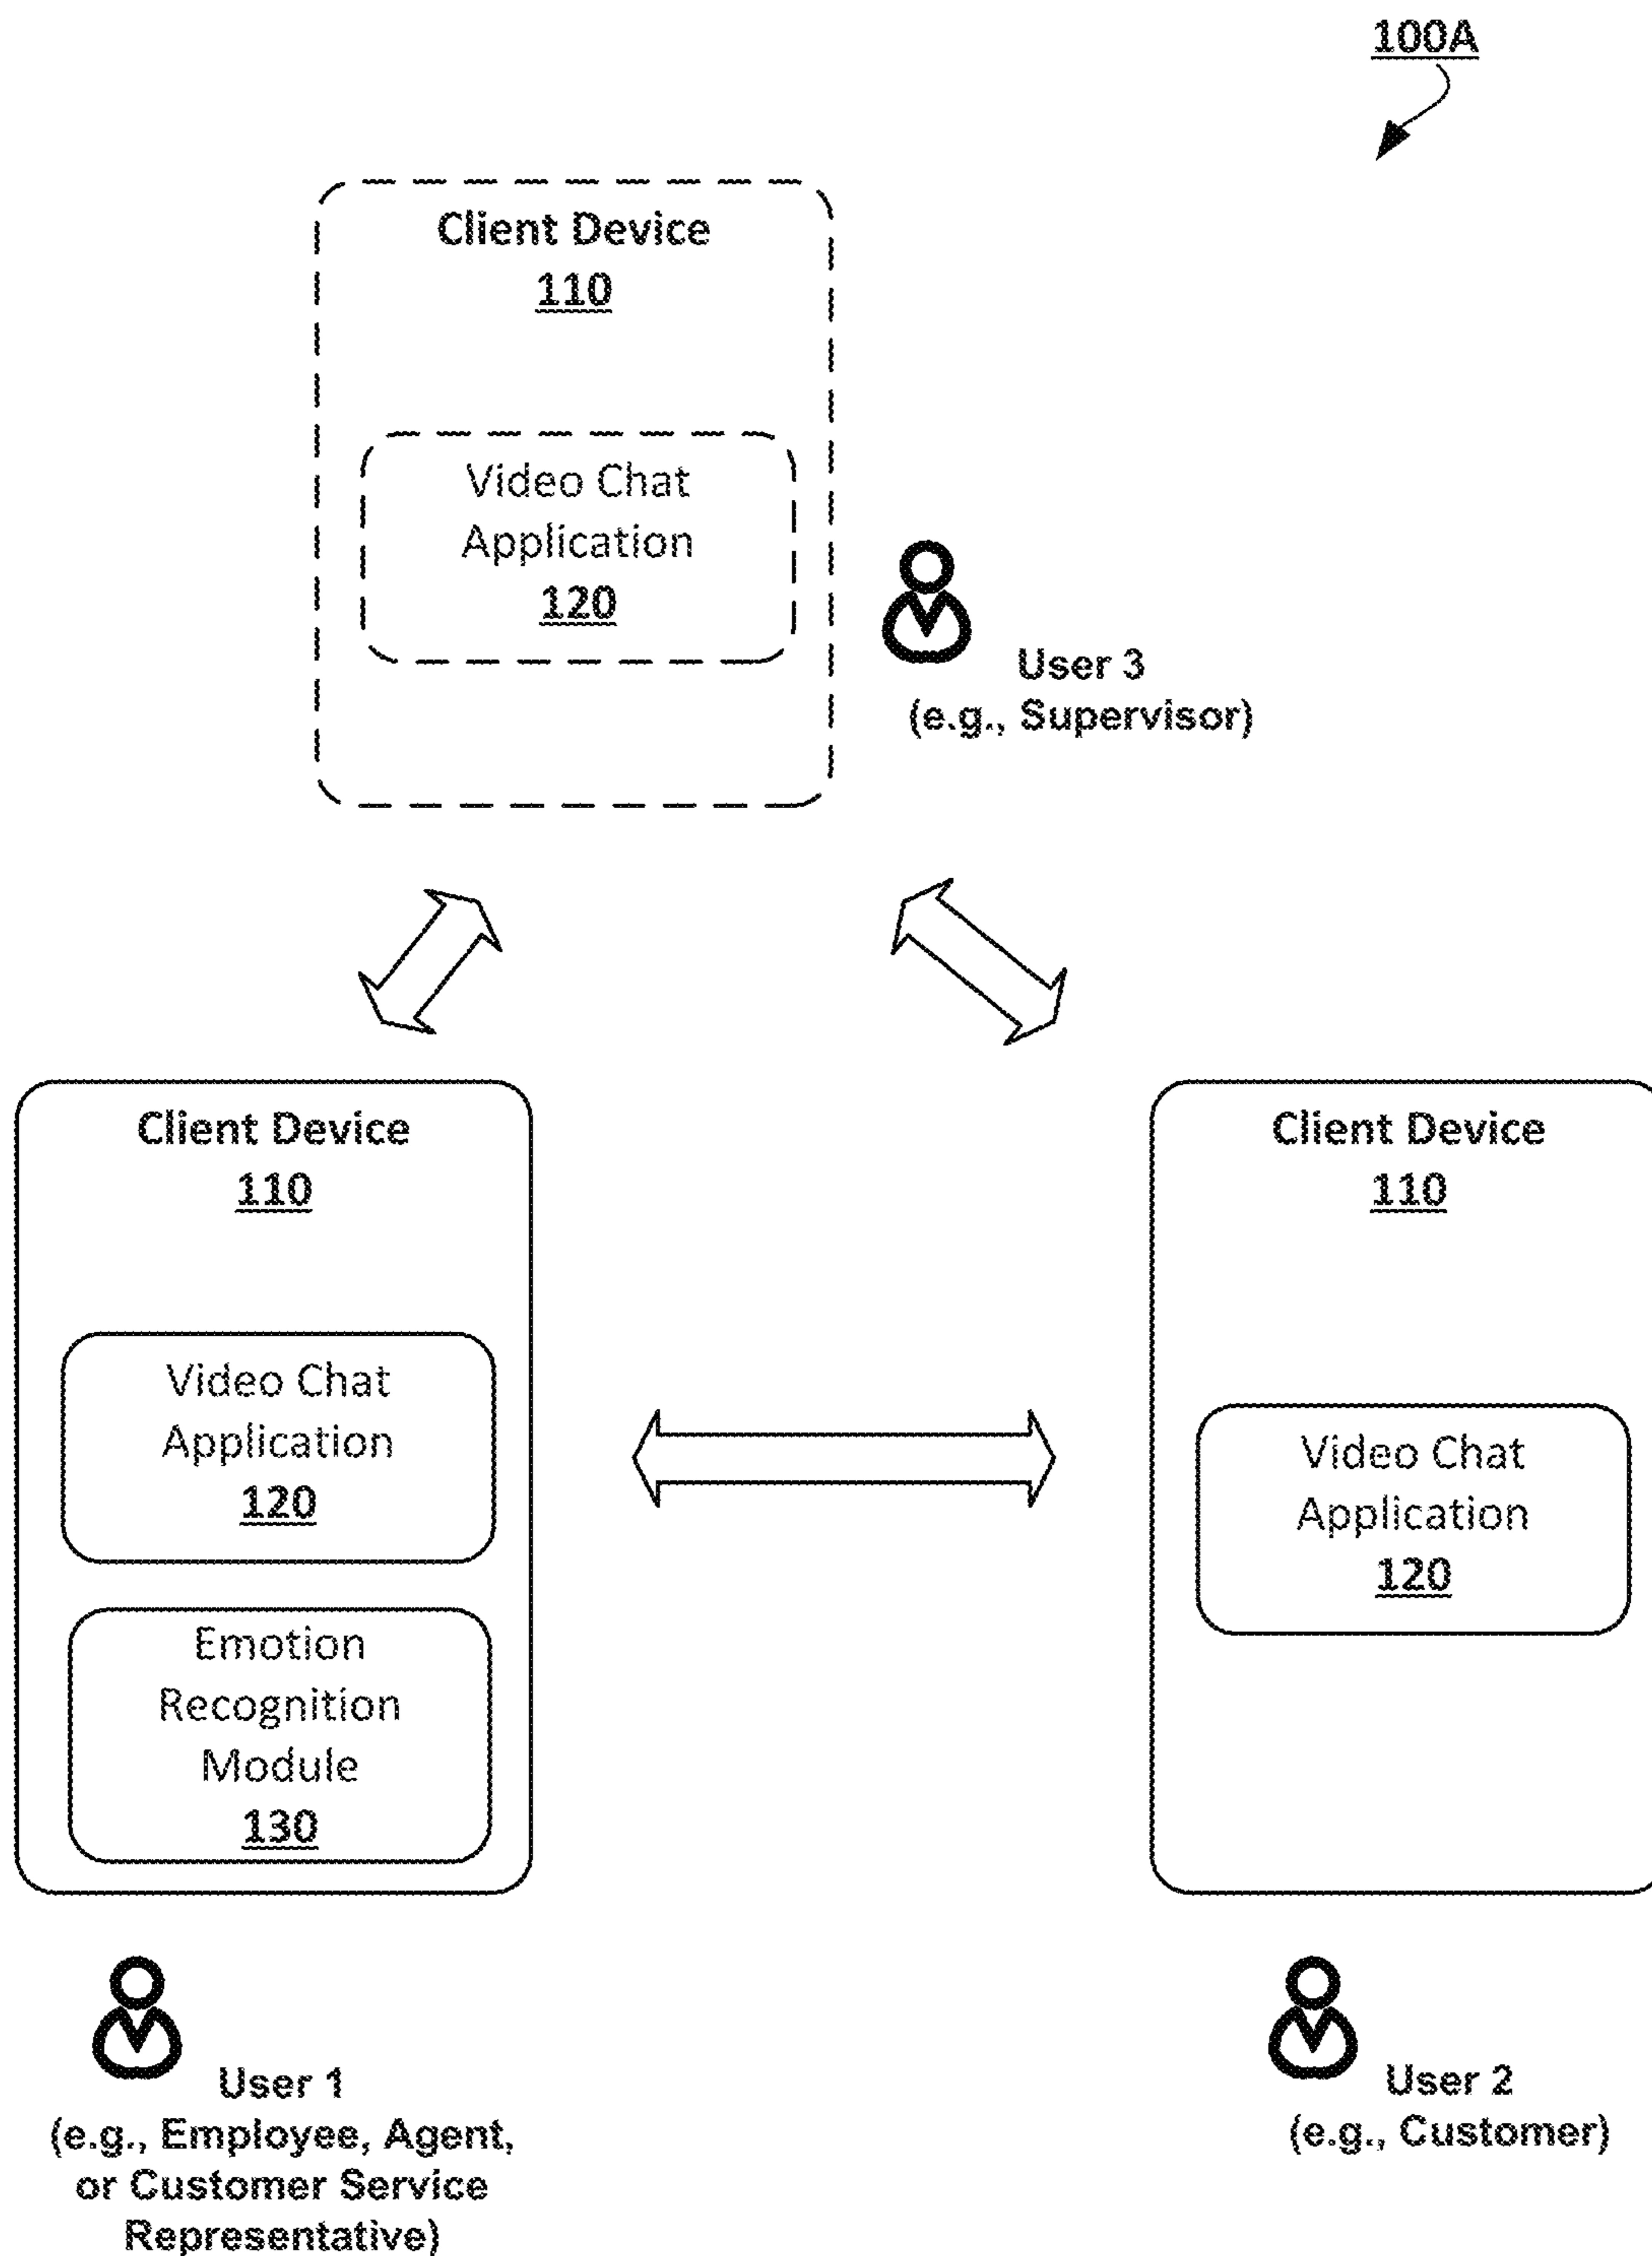 100A
Client Device
110
Video Chat
Application
120
User 3
(e.g., Supervisor)
Client Device
110
Video Chat
Application
120
Emotion
Recognition
Module
130
Client Device
110
Video Chat
Application
120
User 1
(e.g., Employee, Agent,
or Customer Service
Representative)
User 2
(e.g., Customer)